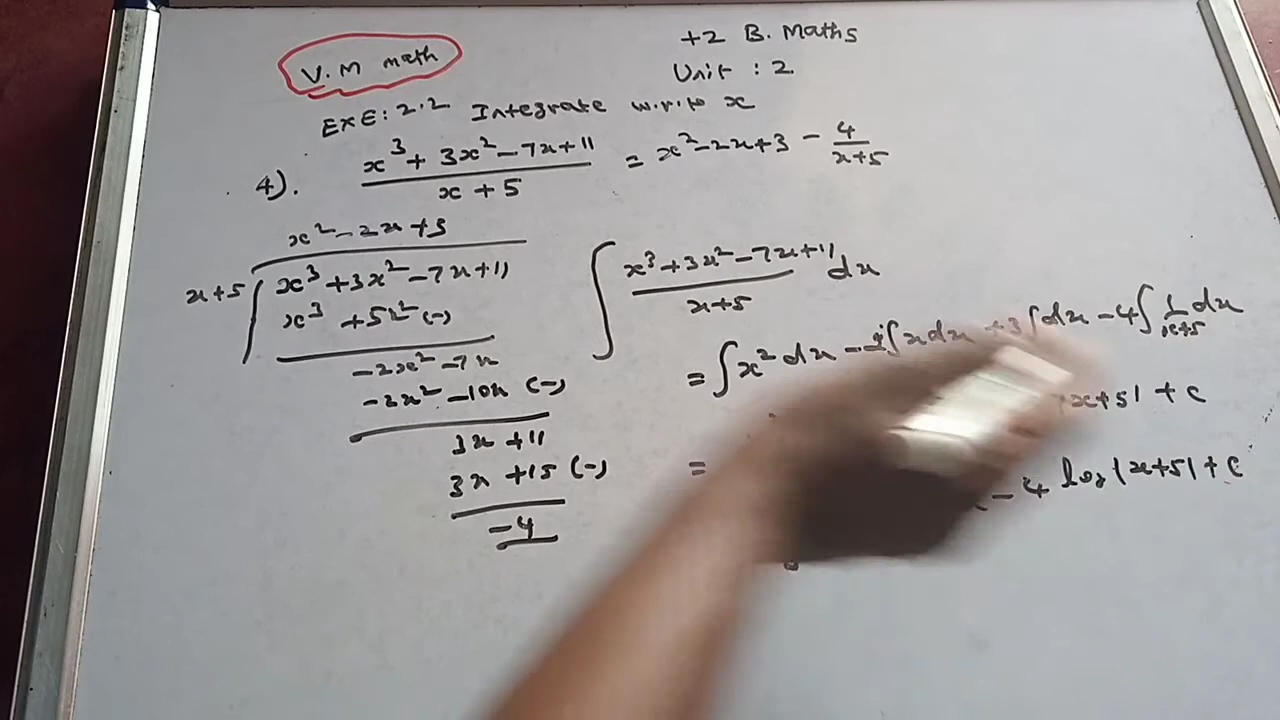 V.M math
+2 B. Maths
Unit : 2
EXE: 2.2 Integrate w.r.to x
4). x³ + 3x² - 7x + 11 / x + 5 = x² - 2x + 3 - 4 / x+5
x² - 2x + 3
x+5 x³ + 3x² - 7x + 11
x³ + 5x² (-)
-2x² - 7x
-2x² - 10x (-)
3x + 11
3x + 15 (-)
-4
∫ x³ + 3x² - 7x + 11 / x+5 dx
= ∫ x² dx - 2∫ x dx + 3∫ dx - 4∫ 1/x+5 dx
x+5| + c
=
- 4 log |x+5| + c